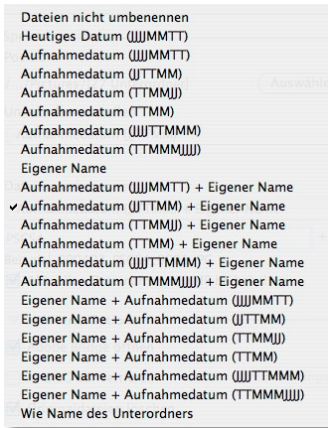 Dateien nicht umbenennen
Heutiges Datum (JJJJMMTT)
Aufnahmedatum (JJJJMMTT)
Aufnahmedatum (JJTTMM)
Aufnahmedatum (TTMMJJ)
Aufnahmedatum (TTMM)
Aufnahmedatum (JJJJTTMMM)
Aufnahmedatum (TTMMMJJJJ)
Eigener Name
Aufnahmedatum (JJJJMMTT) + Eigener Name
✓ Aufnahmedatum (JJTTMM) + Eigener Name
Aufnahmedatum (TTMMJJ) + Eigener Name
Aufnahmedatum (TTMM) + Eigener Name
Aufnahmedatum (JJJJTTMMM) + Eigener Name
Aufnahmedatum (TTMMMJJJJ) + Eigener Name
Eigener Name + Aufnahmedatum (JJJJMMTT)
Eigener Name + Aufnahmedatum (JJTTMM)
Eigener Name + Aufnahmedatum (TTMMJJ)
Eigener Name + Aufnahmedatum (TTMM)
Eigener Name + Aufnahmedatum (JJJJTTMMM)
Eigener Name + Aufnahmedatum (TTMMMJJJJ)
Wie Name des Unterordners